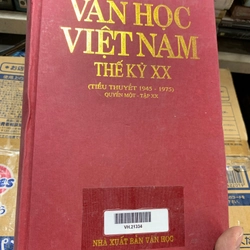 VĂN HỌC
VIỆT NAM
THẾ KỶ XX
(TIỂU THUYẾT 1945 - 1975)
QUYỂN MỘT - TẬP XX
VH 21334
NHÀ XUẤT BẢN VĂN HỌC